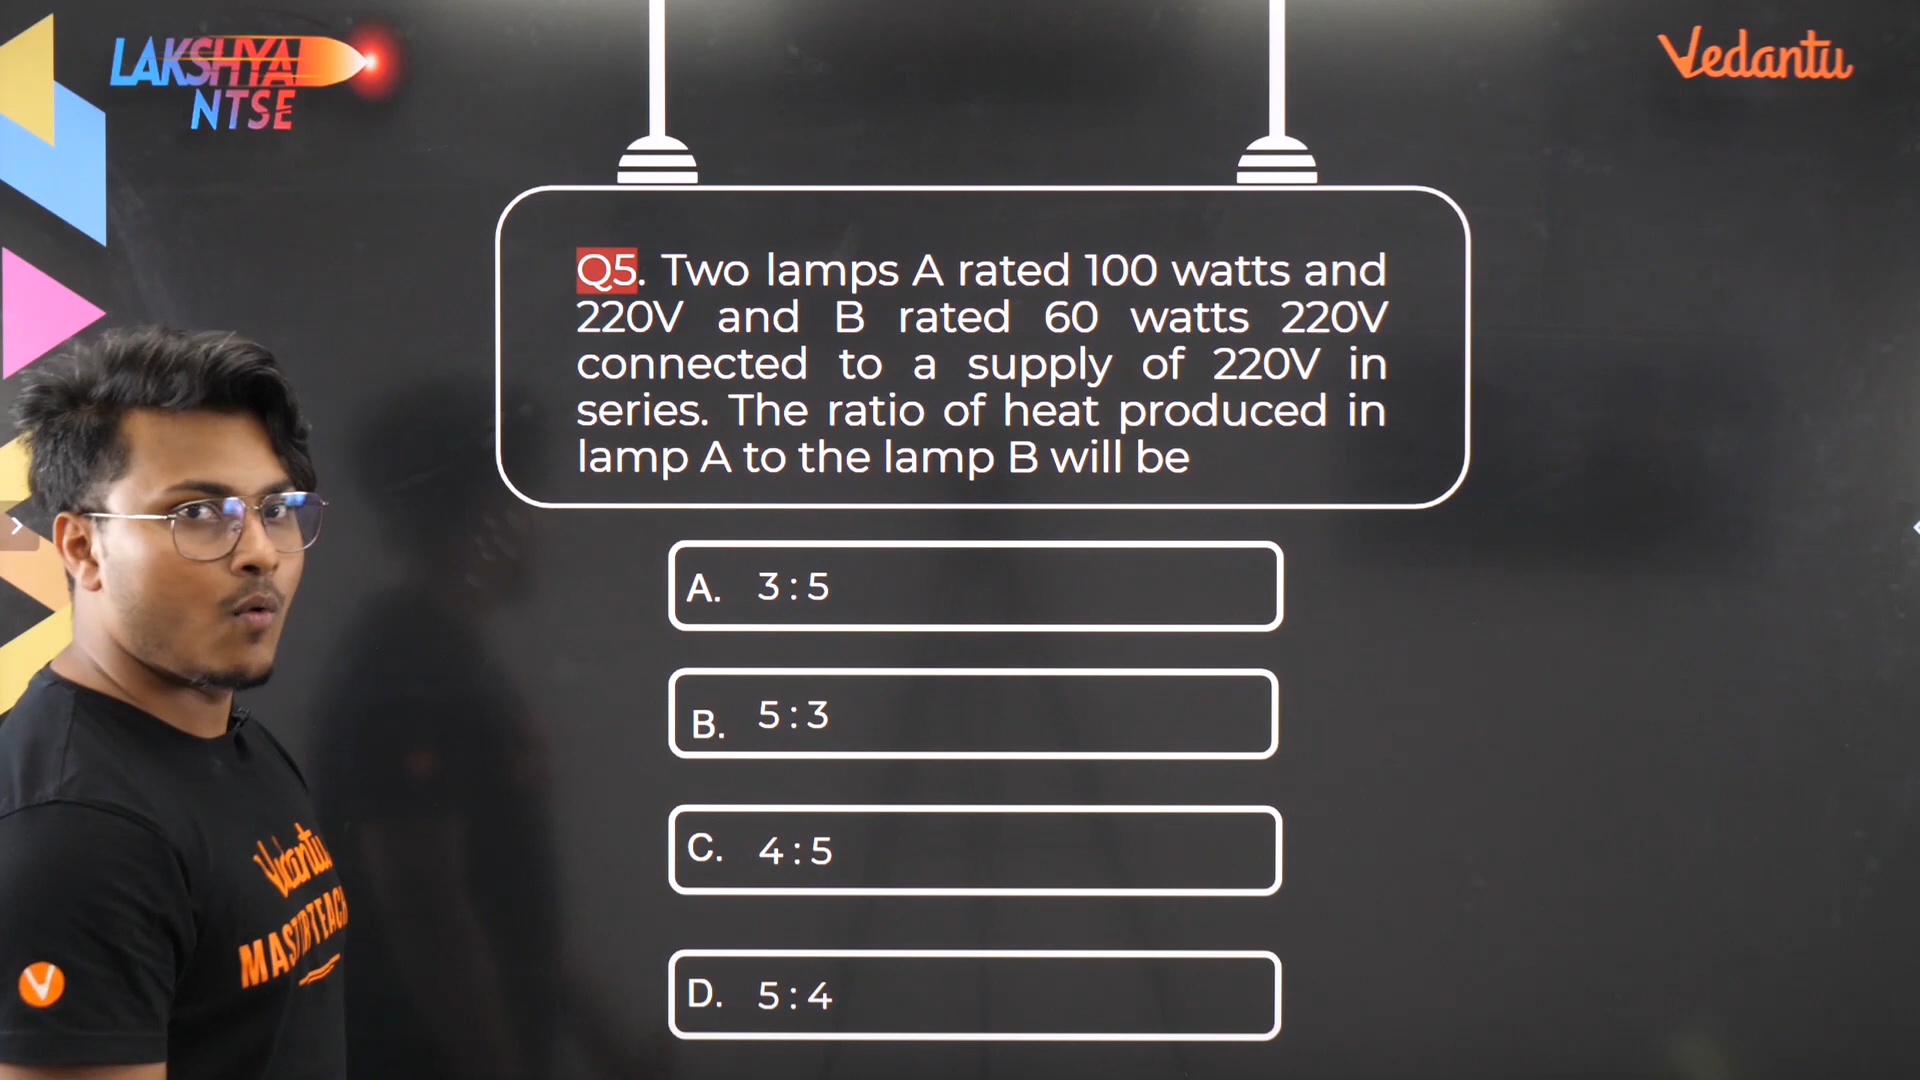 LAKSHYA
NTSE
Vedantu
Q5. Two lamps A rated 100 watts and
220V and B rated 60 watts 220V
connected to a supply of 220V in
series. The ratio of heat produced in
lamp A to the lamp B will be
A. 3 : 5
B. 5 : 3
C. 4 : 5
D. 5 : 4
Vedantu
MASTERTEACH
V